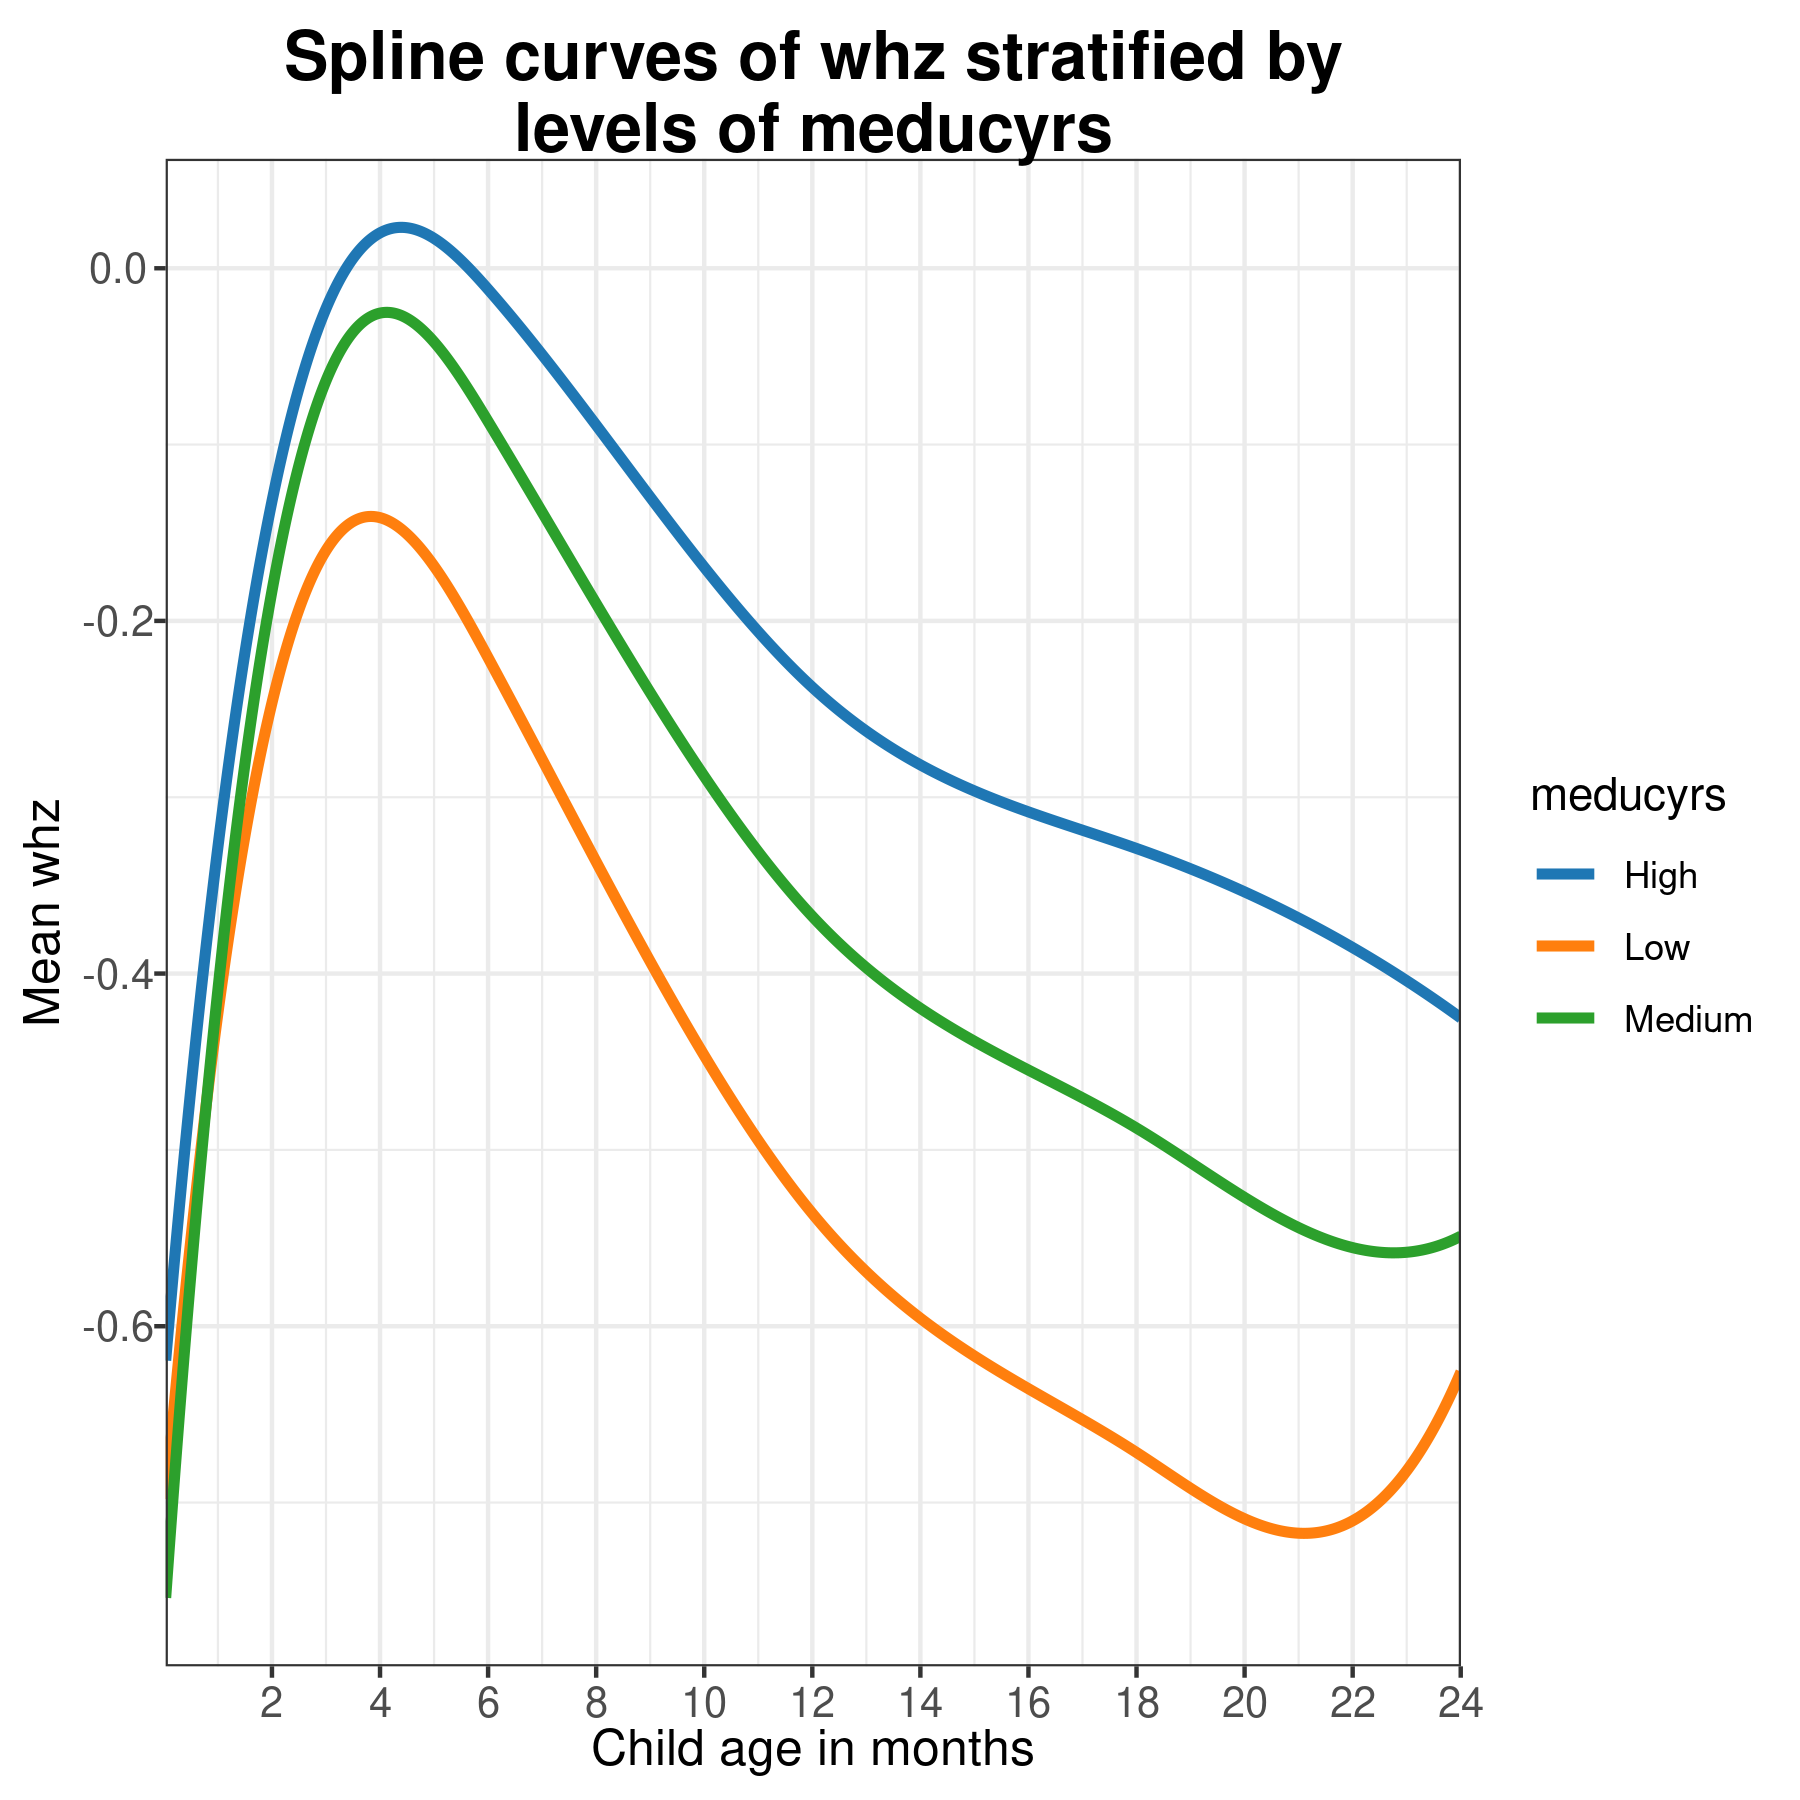 Spline curves of whz stratified by
levels of meducyrs
0.0
-0.2
-0.4
-0.6
Mean whz
2 4 6 8 10 12 14 16 18 20 22 24
Child age in months
meducyrs
High
Low
Medium